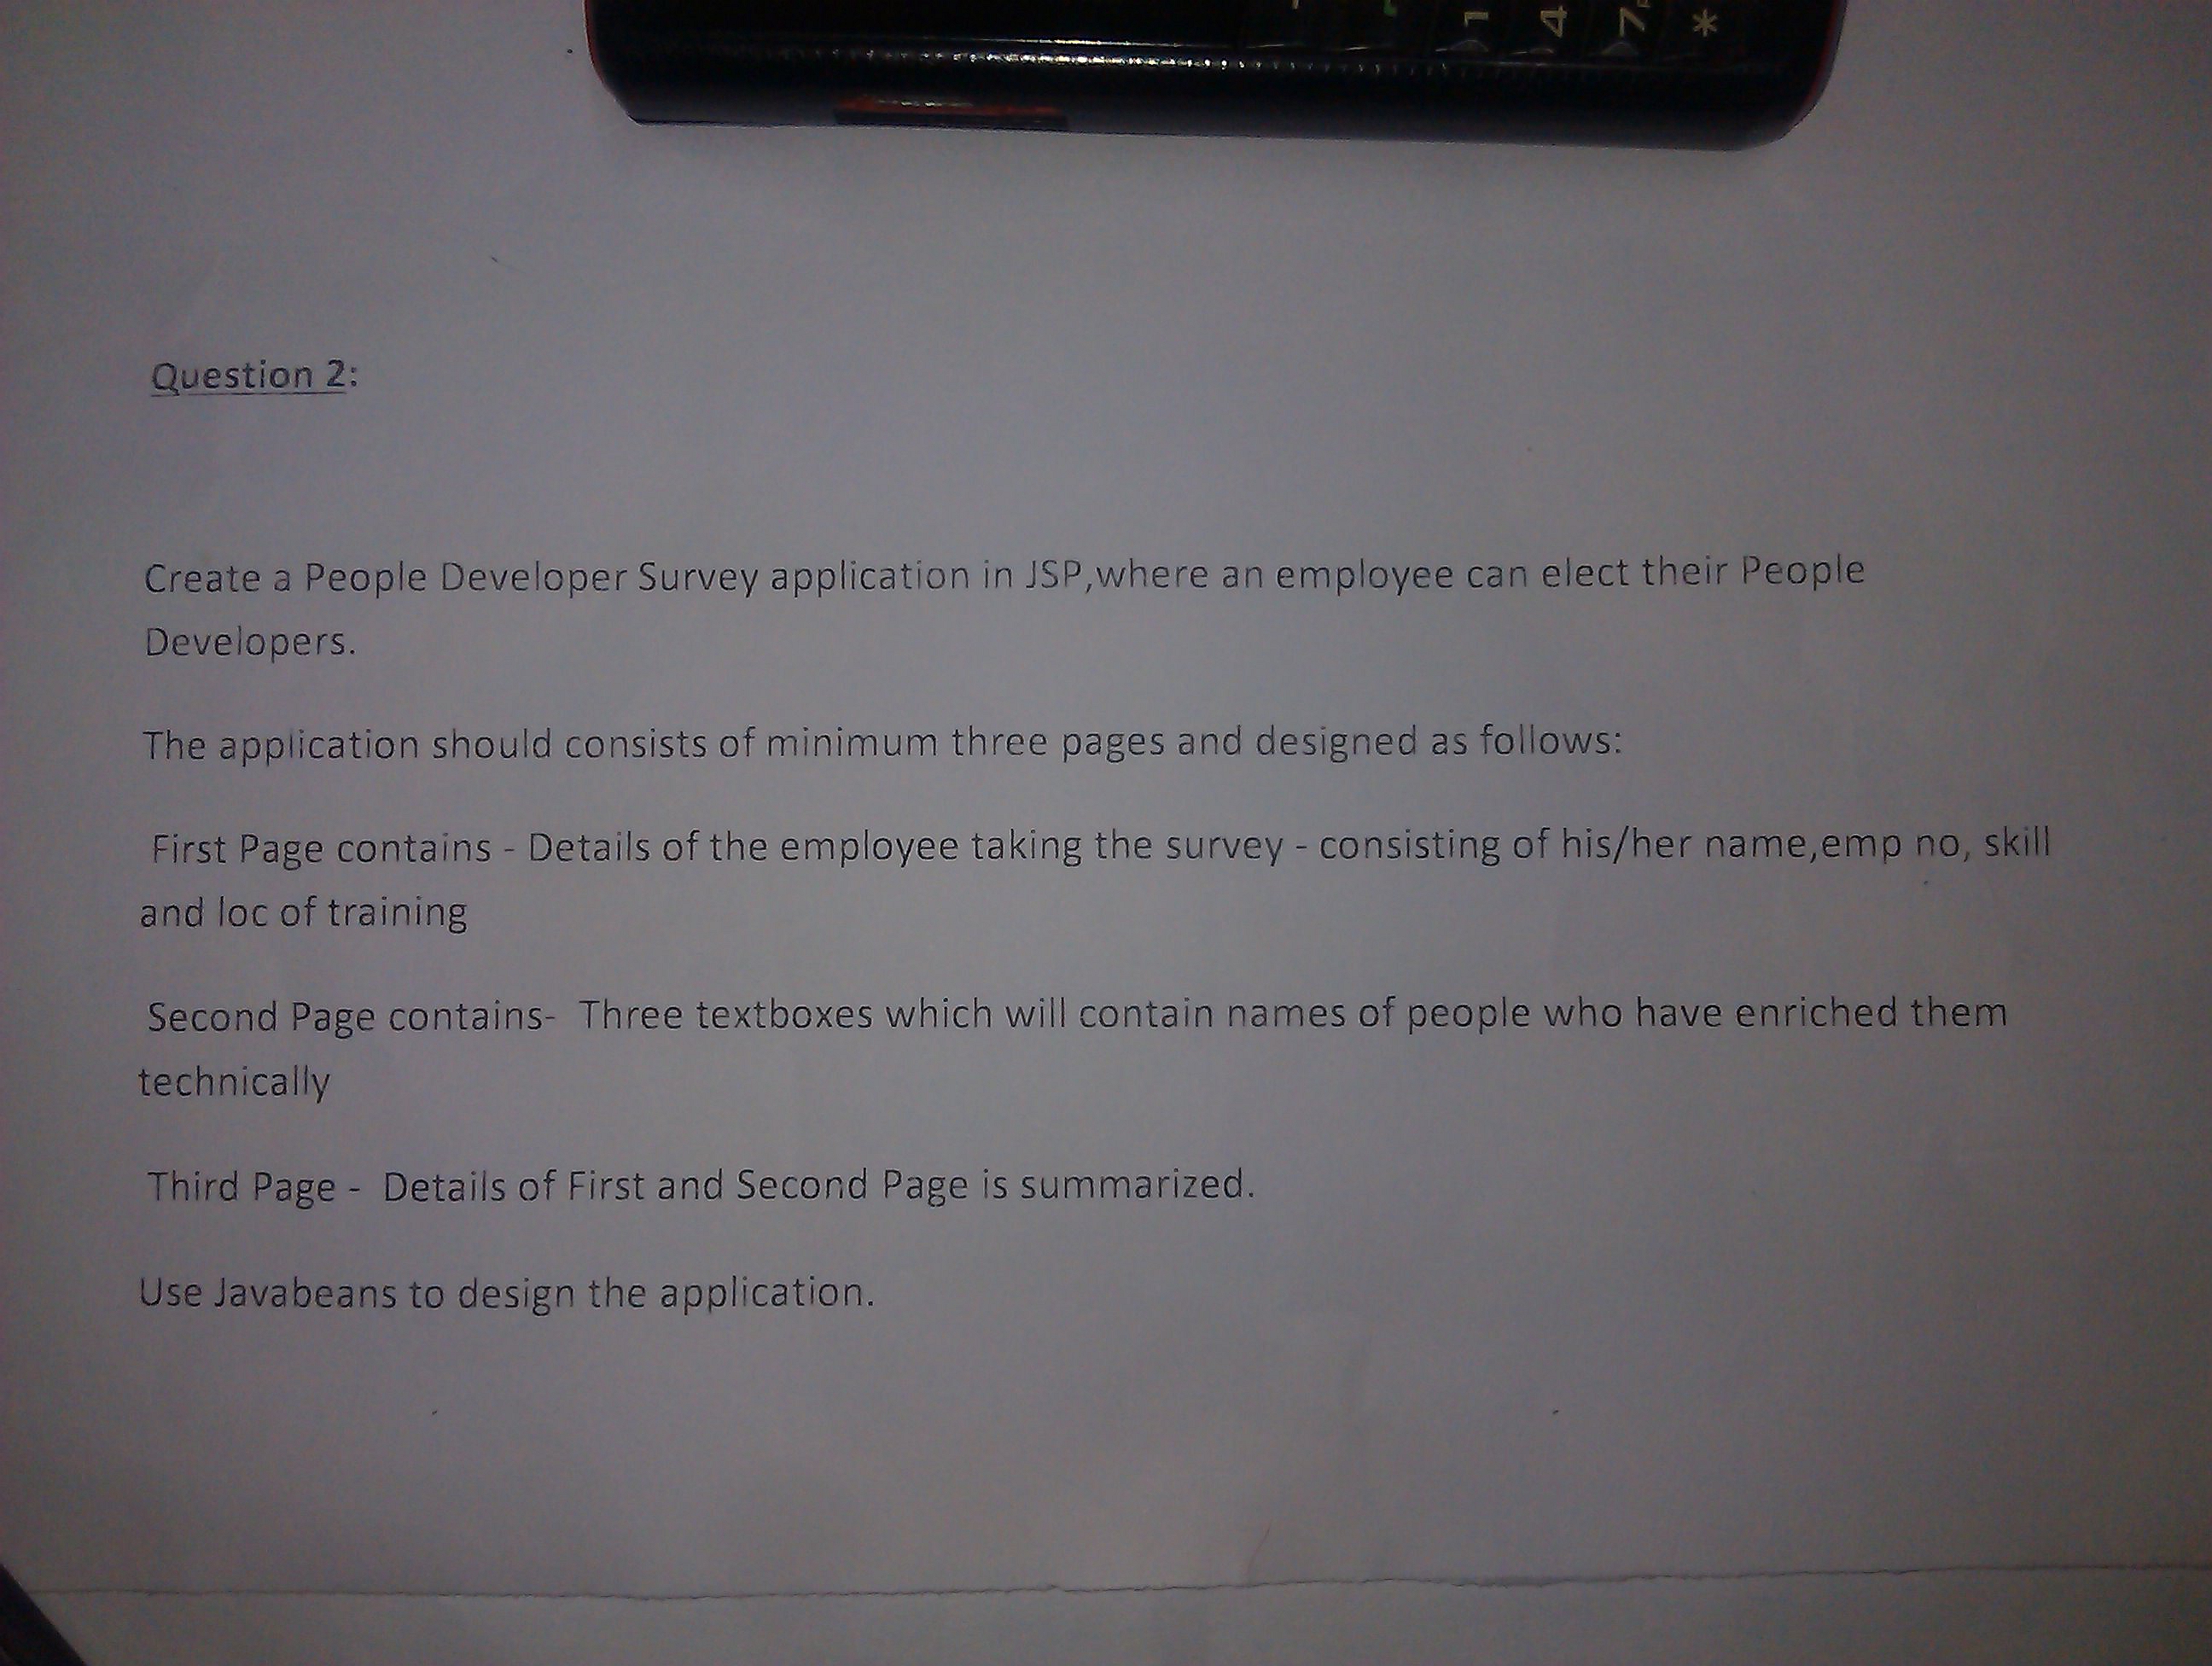 1 4 7 *
Question 2:
Create a People Developer Survey application in JSP,where an employee can elect their People
Developers.
The application should consists of minimum three pages and designed as follows:
First Page contains - Details of the employee taking the survey - consisting of his/her name,emp no, skill
and loc of training
Second Page contains- Three textboxes which will contain names of people who have enriched them
technically
Third Page - Details of First and Second Page is summarized.
Use Javabeans to design the application.